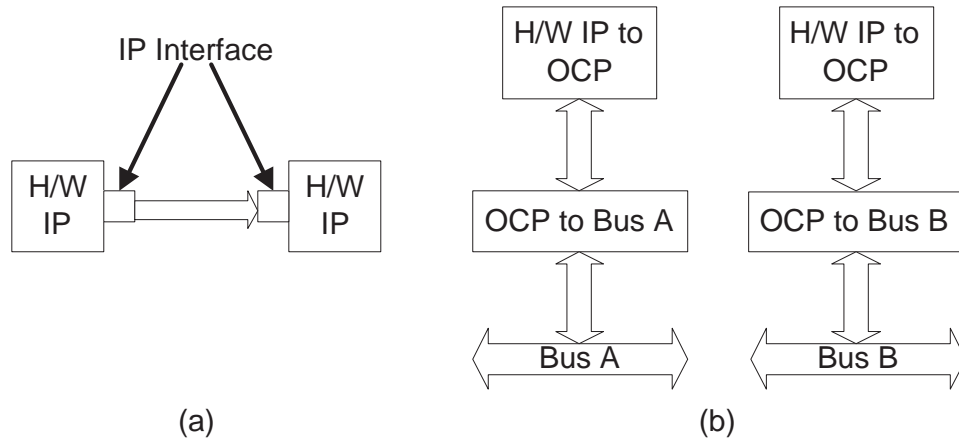 IP Interface
H/W
IP
H/W
IP
(a)
H/W IP to
OCP
H/W IP to
OCP
OCP to Bus A
OCP to Bus B
Bus A
Bus B
(b)